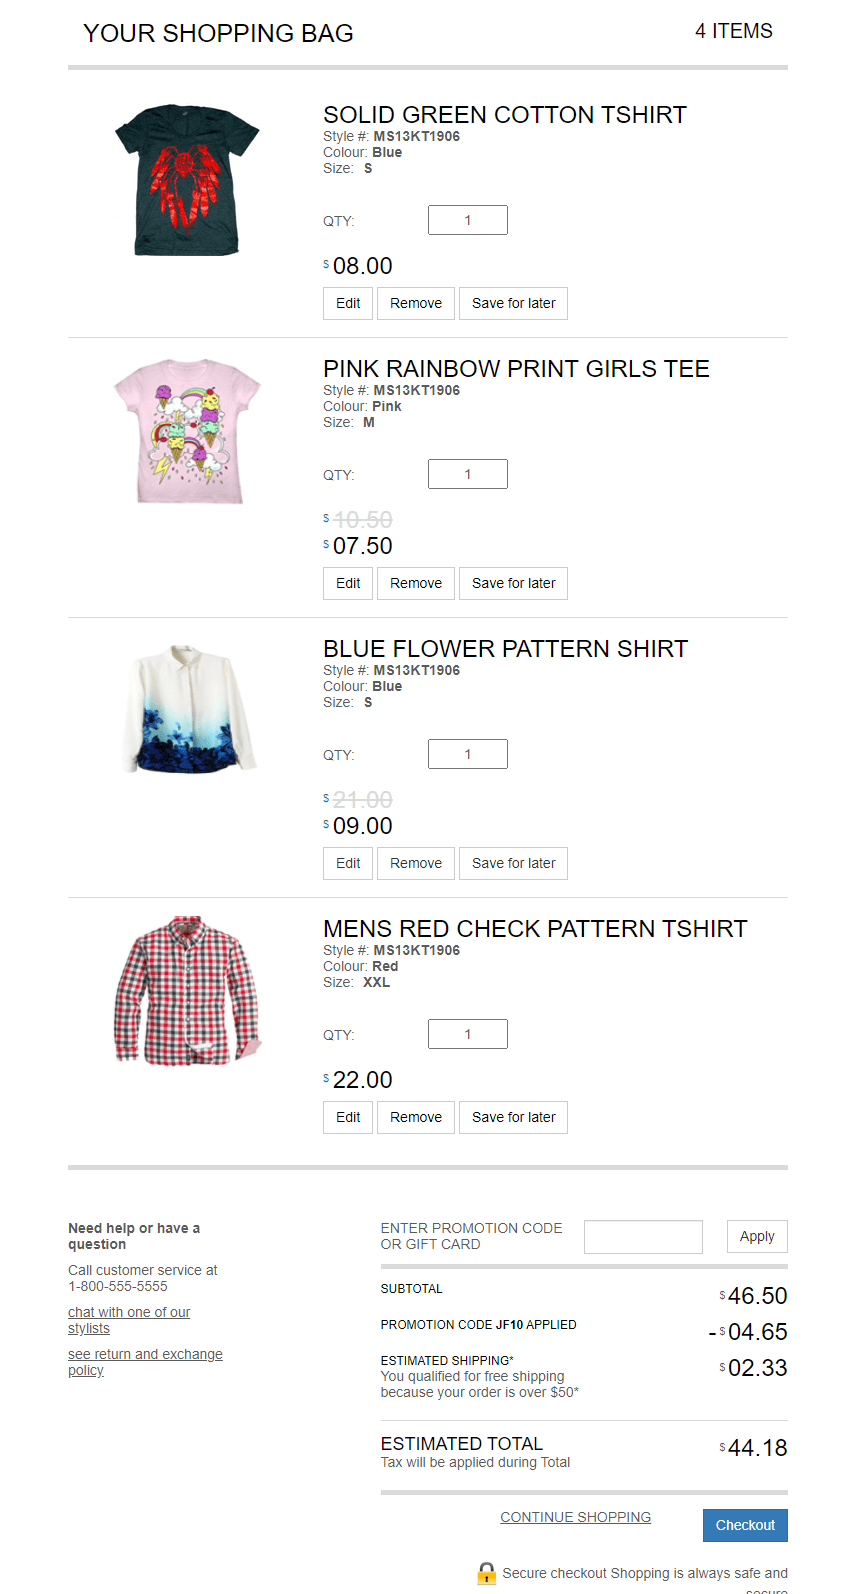 YOUR SHOPPING BAG
4 ITEMS
SOLID GREEN COTTON TSHIRT
Style #: MS13KT1906
Colour: Blue
Size: S
QTY: 1
$ 08.00
Edit Remove Save for later
PINK RAINBOW PRINT GIRLS TEE
Style #: MS13KT1906
Colour: Pink
Size: M
QTY: 1
$ 10.50
$ 07.50
Edit Remove Save for later
BLUE FLOWER PATTERN SHIRT
Style #: MS13KT1906
Colour: Blue
Size: S
QTY: 1
$ 21.00
$ 09.00
Edit Remove Save for later
MENS RED CHECK PATTERN TSHIRT
Style #: MS13KT1906
Colour: Red
Size: XXL
QTY: 1
$ 22.00
Edit Remove Save for later
Need help or have a
question
Call customer service at
1-800-555-5555
chat with one of our
stylists
see return and exchange
policy
ENTER PROMOTION CODE
OR GIFT CARD
Apply
SUBTOTAL $46.50
PROMOTION CODE JF10 APPLIED -$04.65
ESTIMATED SHIPPING* $02.33
You qualified for free shipping
because your order is over $50*
ESTIMATED TOTAL $44.18
Tax will be applied during Total
CONTINUE SHOPPING
Checkout
Secure checkout Shopping is always safe and
secure